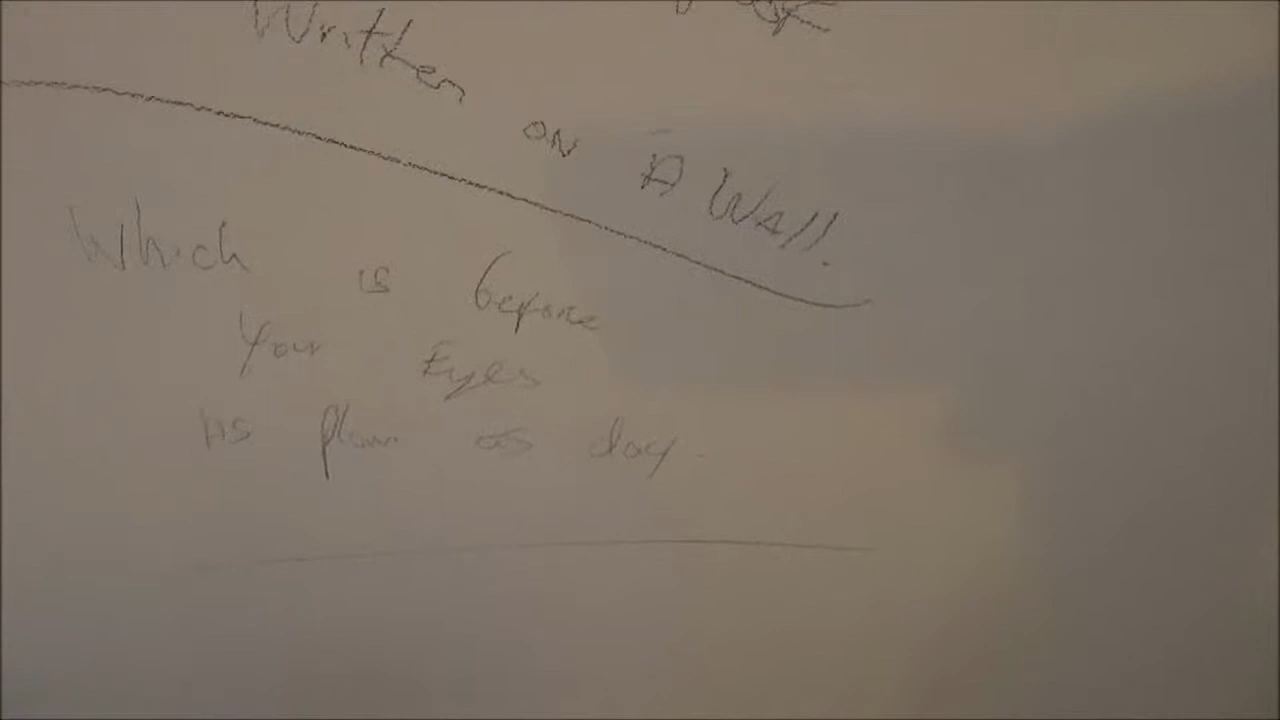 Written
on A Wall.
Which is before
Your Eyes
As plain as day.